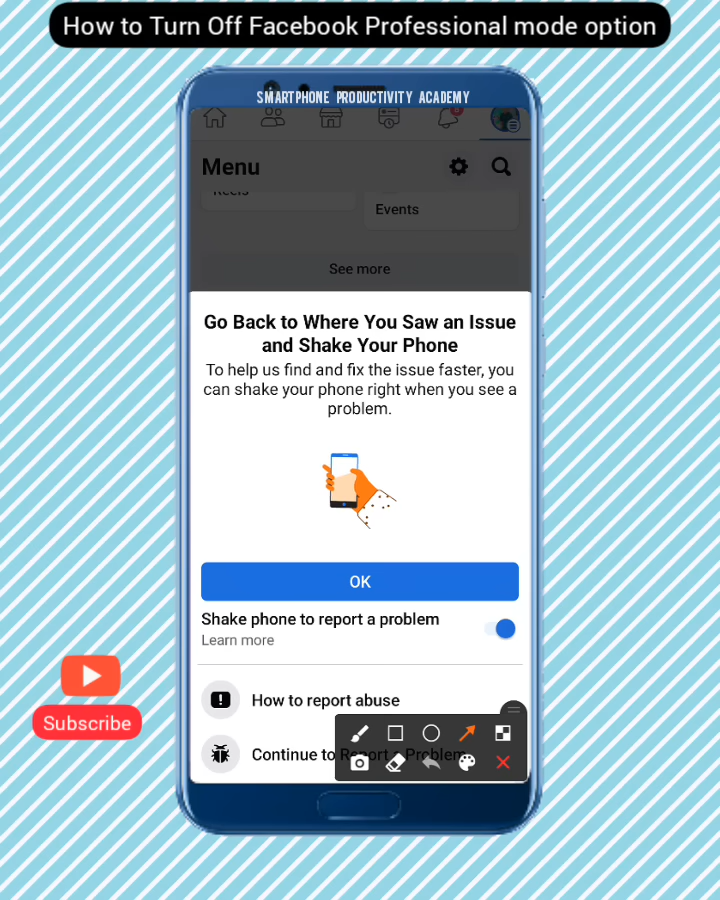 How to Turn Off Facebook Professional mode option
SMARTPHONE PRODUCTIVITY ACADEMY
Menu
Reels
Events
See more
Go Back to Where You Saw an Issue
and Shake Your Phone
To help us find and fix the issue faster, you
can shake your phone right when you see a
problem.
OK
Shake phone to report a problem
Learn more
How to report abuse
Continue to Report a Problem
Subscribe